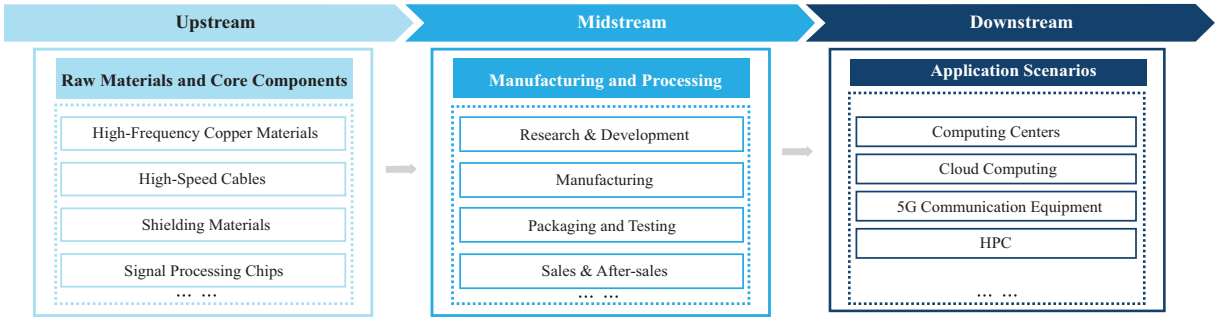 Upstream
Midstream
Downstream
Raw Materials and Core Components
High-Frequency Copper Materials
High-Speed Cables
Shielding Materials
Signal Processing Chips
... ...
Manufacturing and Processing
Research & Development
Manufacturing
Packaging and Testing
Sales & After-sales
... ...
Application Scenarios
Computing Centers
Cloud Computing
5G Communication Equipment
HPC
... ...